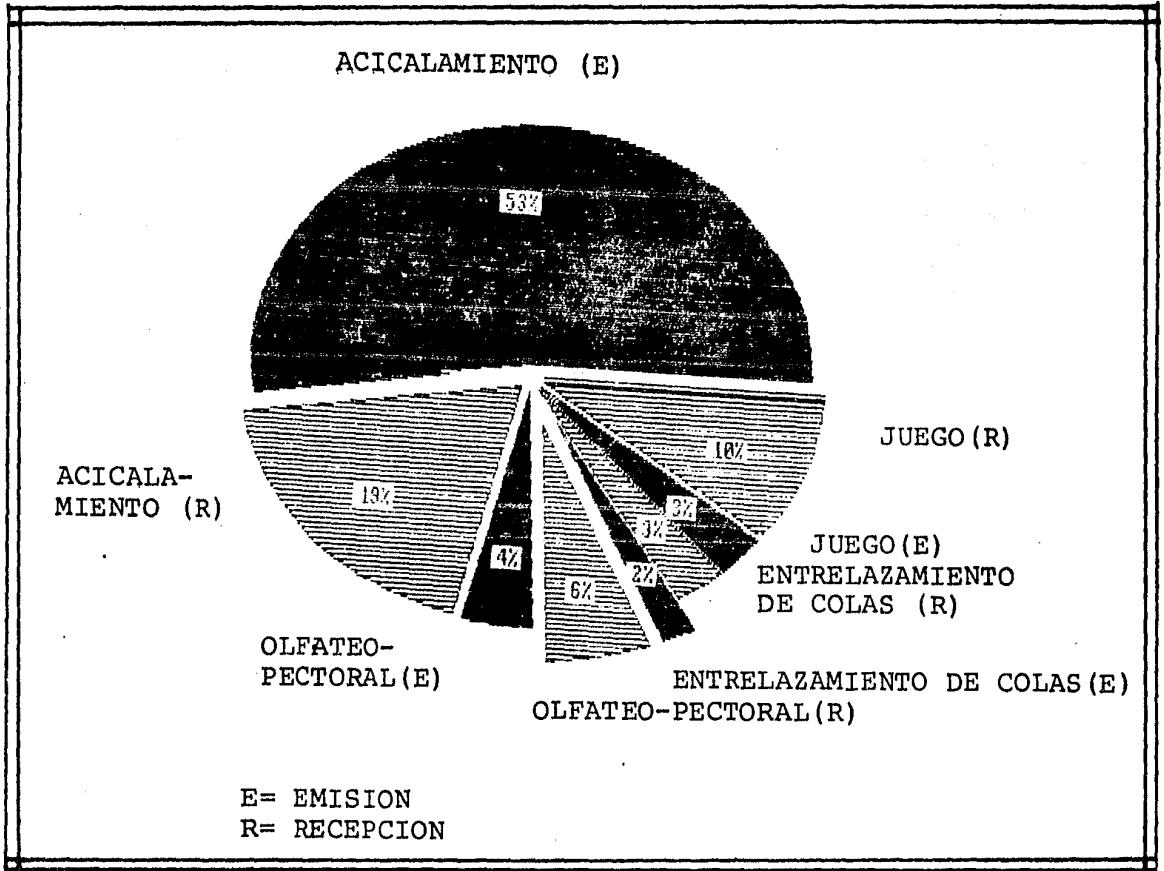 ACICALAMIENTO (E)
53%
JUEGO(R)
10%
ACICALA-
MIENTO (R)
19%
3%
JUEGO(E)
3%
ENTRELAZAMIENTO
DE COLAS (R)
4%
2%
6%
OLFATEO-
PECTORAL(E)
ENTRELAZAMIENTO DE COLAS(E)
OLFATEO-PECTORAL(R)
E= EMISION
R= RECEPCION